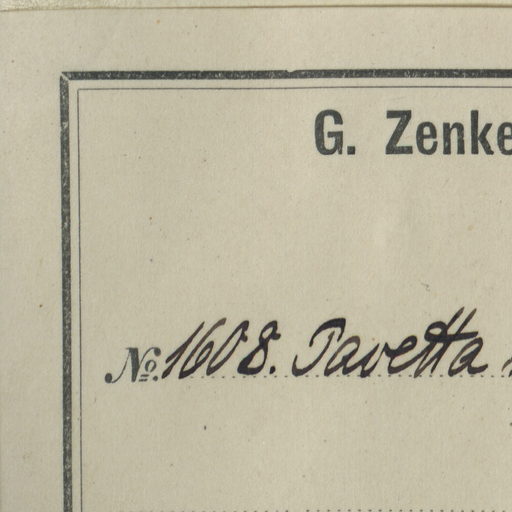 G. Zenke
№. 1608. Pavetta